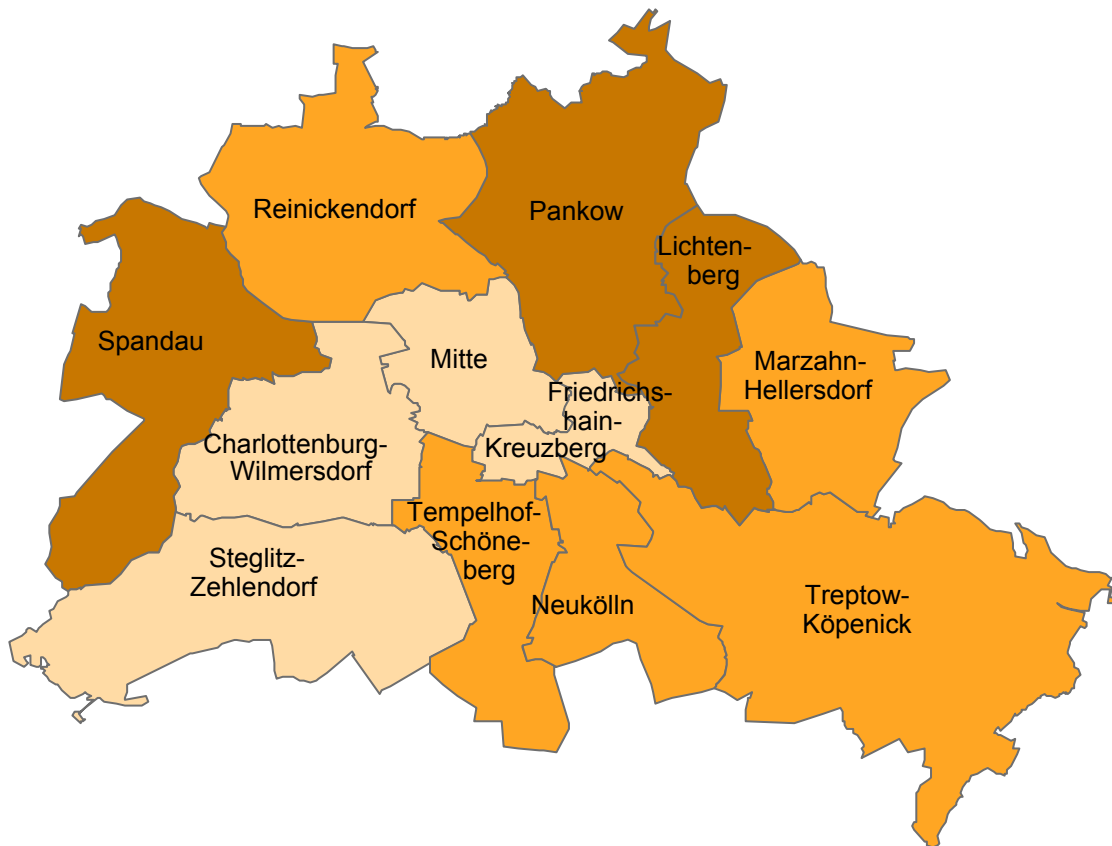 Reinickendorf
Pankow
Lichten-
berg
Spandau
Mitte
Marzahn-
Hellersdorf
Friedrichs-
hain-
Kreuzberg
Charlottenburg-
Wilmersdorf
Tempelhof-
Schöne-
berg
Steglitz-
Zehlendorf
Neukölln
Treptow-
Köpenick